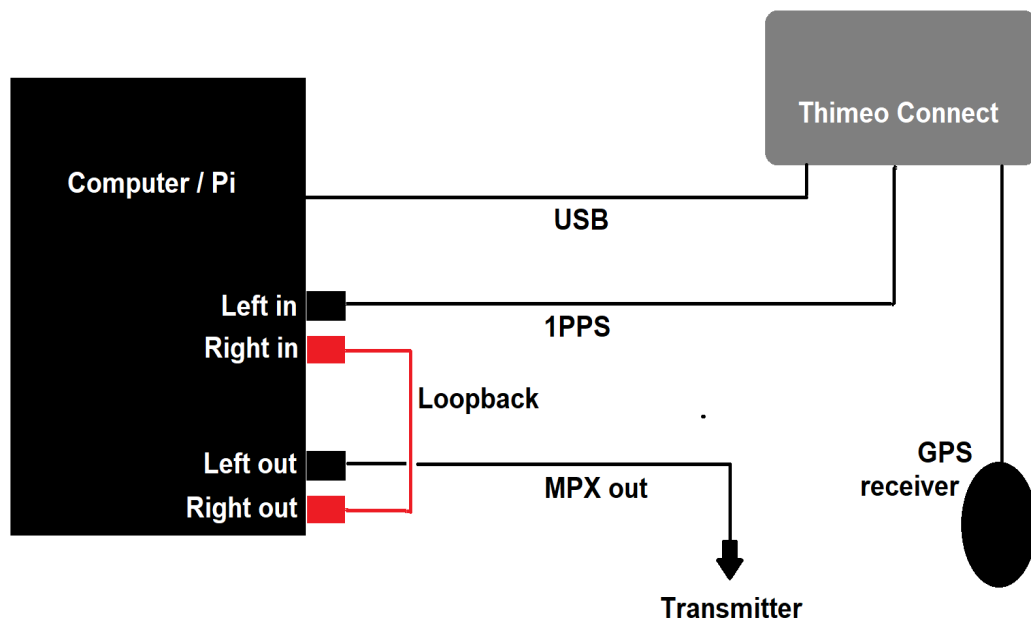 Thimeo Connect
Computer / Pi
USB
Left in
1PPS
Right in
Loopback
Left out
MPX out
Right out
GPS
receiver
Transmitter